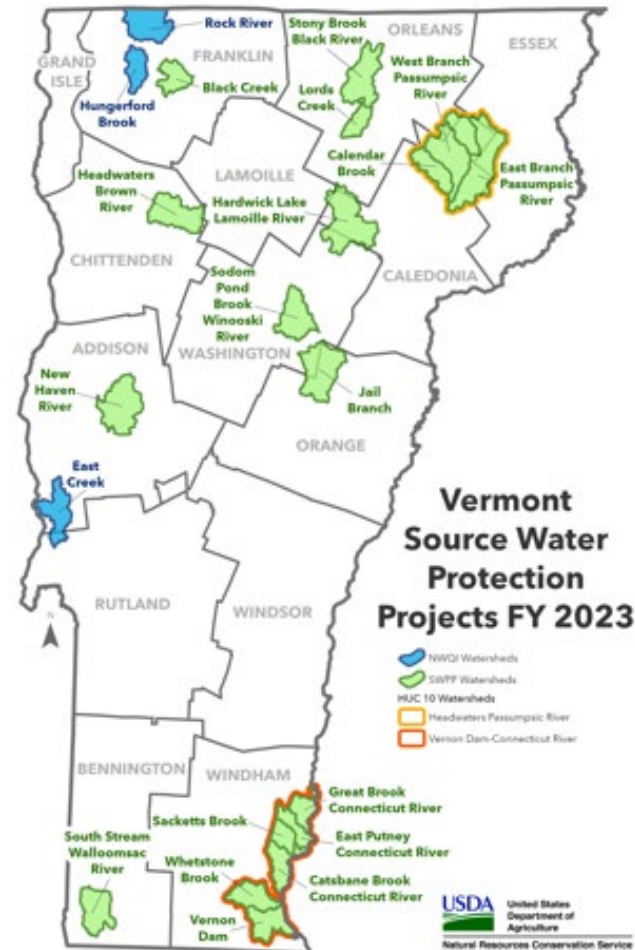 Rock River
Stony Brook
Black River
ORLEANS
ESSEX
GRAND
ISLE
FRANKLIN
West Branch
Passumpsic
River
Black Creek
Lords
Creek
Hungerford
Brook
Calendar
Brook
East Branch
Passumpsic
River
Headwaters
Brown
River
LAMOILLE
Hardwick Lake
Lamoille River
CHITTENDEN
CALEDONIA
Sodom
Pond
Brook
Winooski
River
ADDISON
WASHINGTON
New
Haven
River
Jail
Branch
ORANGE
East
Creek
Vermont
Source Water
Protection
Projects FY 2023
RUTLAND
WINDSOR
N
NWQI Watersheds
SWPP Watersheds
HUC 10 Watersheds
Headwaters Passumpsic River
Vernon Dam-Connecticut River
BENNINGTON
WINDHAM
Great Brook
Connecticut River
Sacketts Brook
East Putney
Connecticut River
South Stream
Walloomsac
River
Whetstone
Brook
Catsbane Brook
Connecticut River
Vernon
Dam
USDA
United States
Department of
Agriculture
Natural Resources Conservation Service